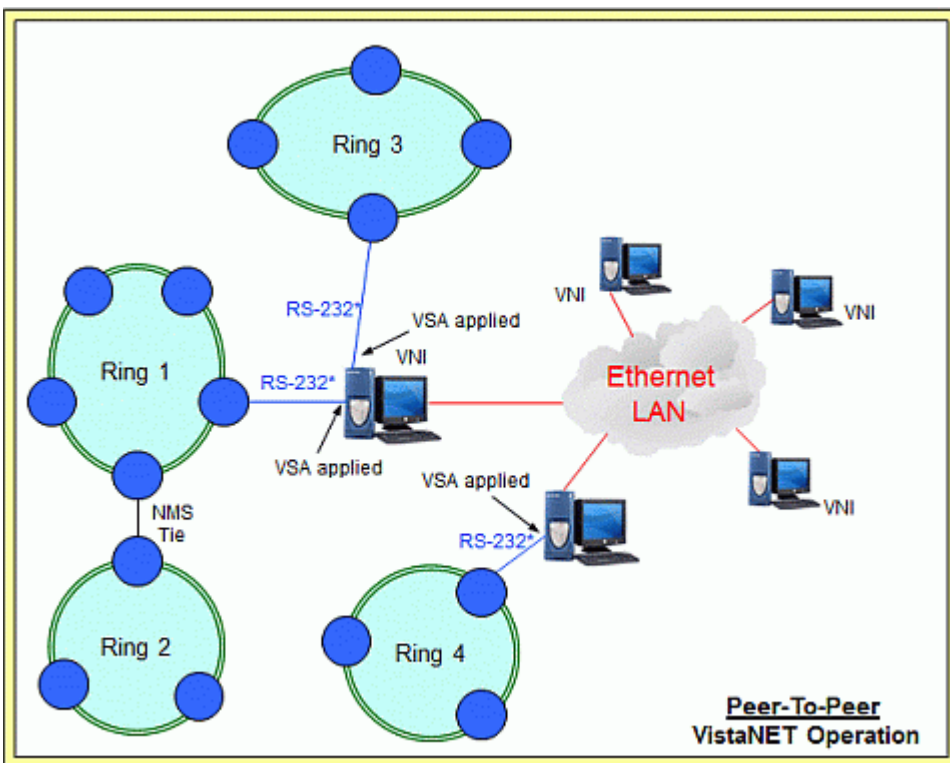 Ring 3
VNI
VNI
RS-232*
VSA applied
VNI
Ring 1
RS-232*
Ethernet
LAN
VSA applied
VSA applied
VNI
NMS
Tie
RS-232*
Ring 2
Ring 4
Peer-To-Peer
VistaNET Operation